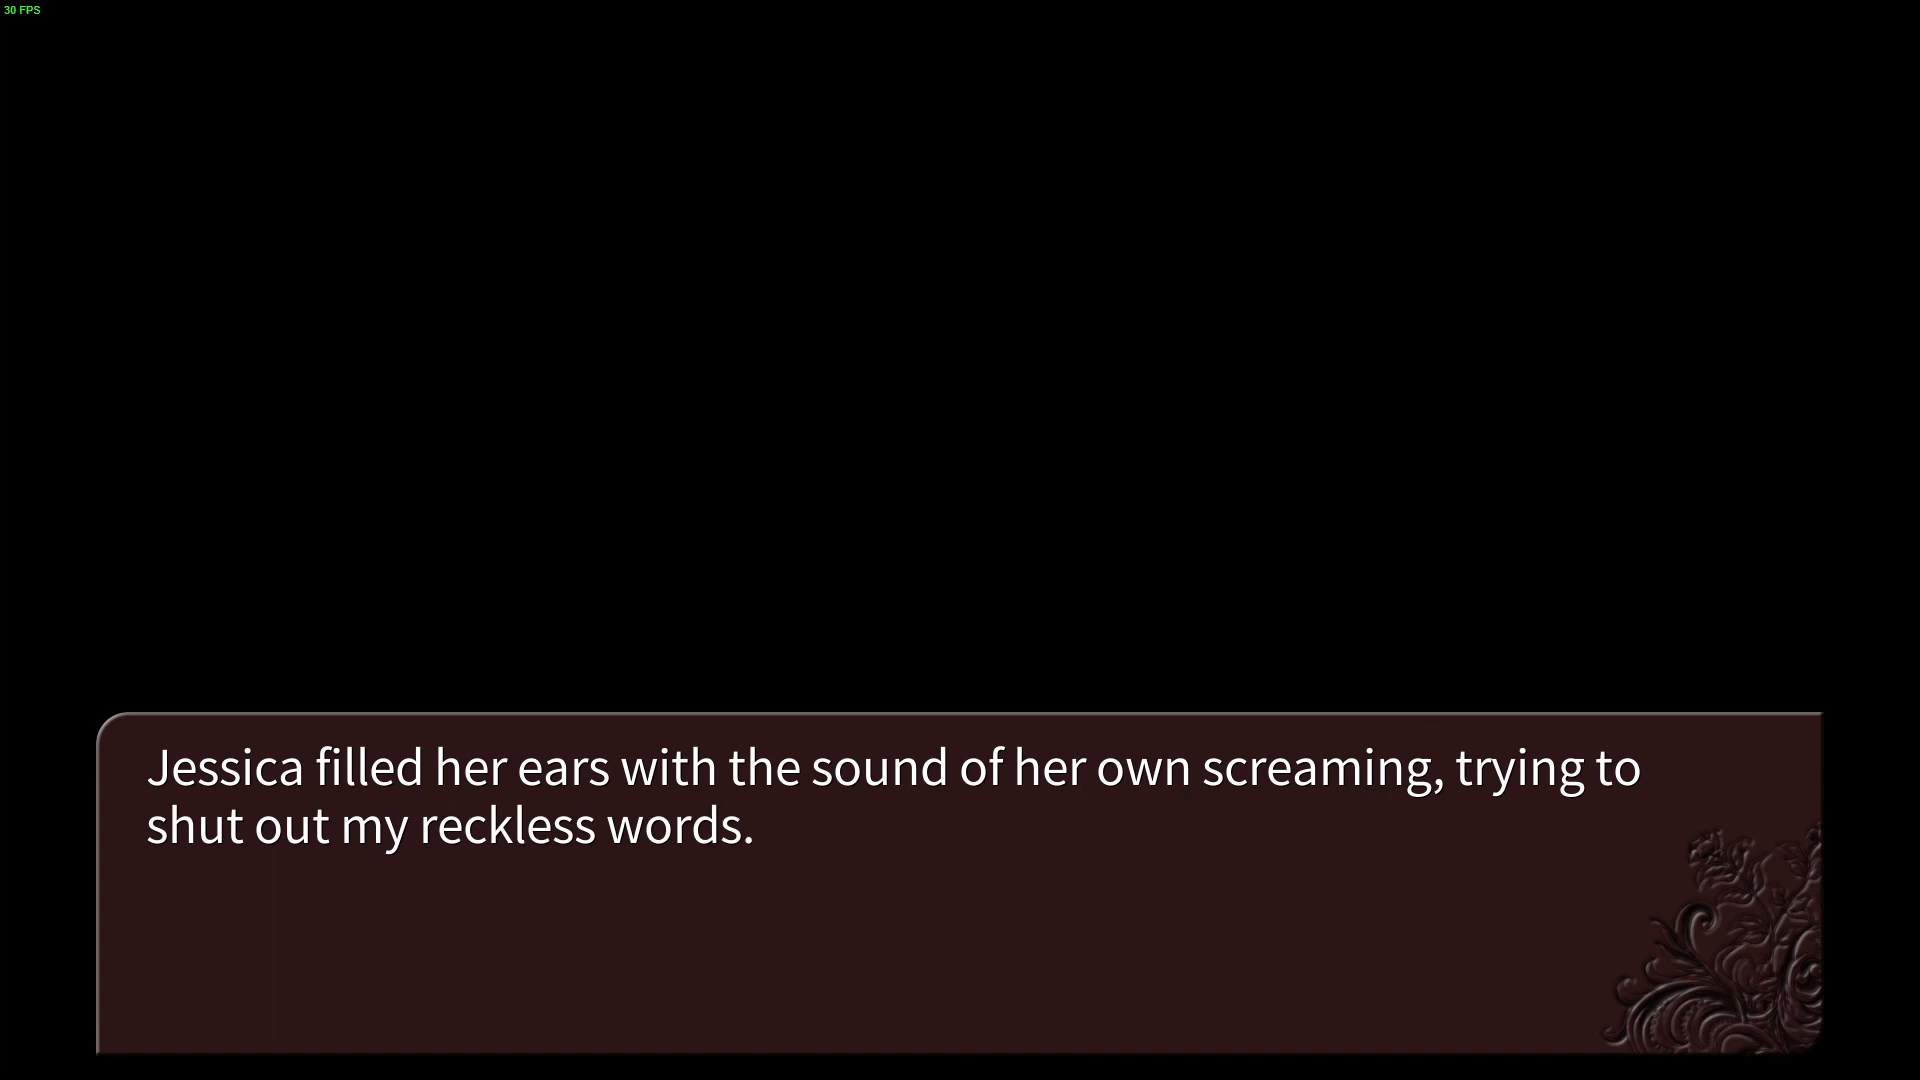 30 FPS
Jessica filled her ears with the sound of her own screaming, trying to
shut out my reckless words.